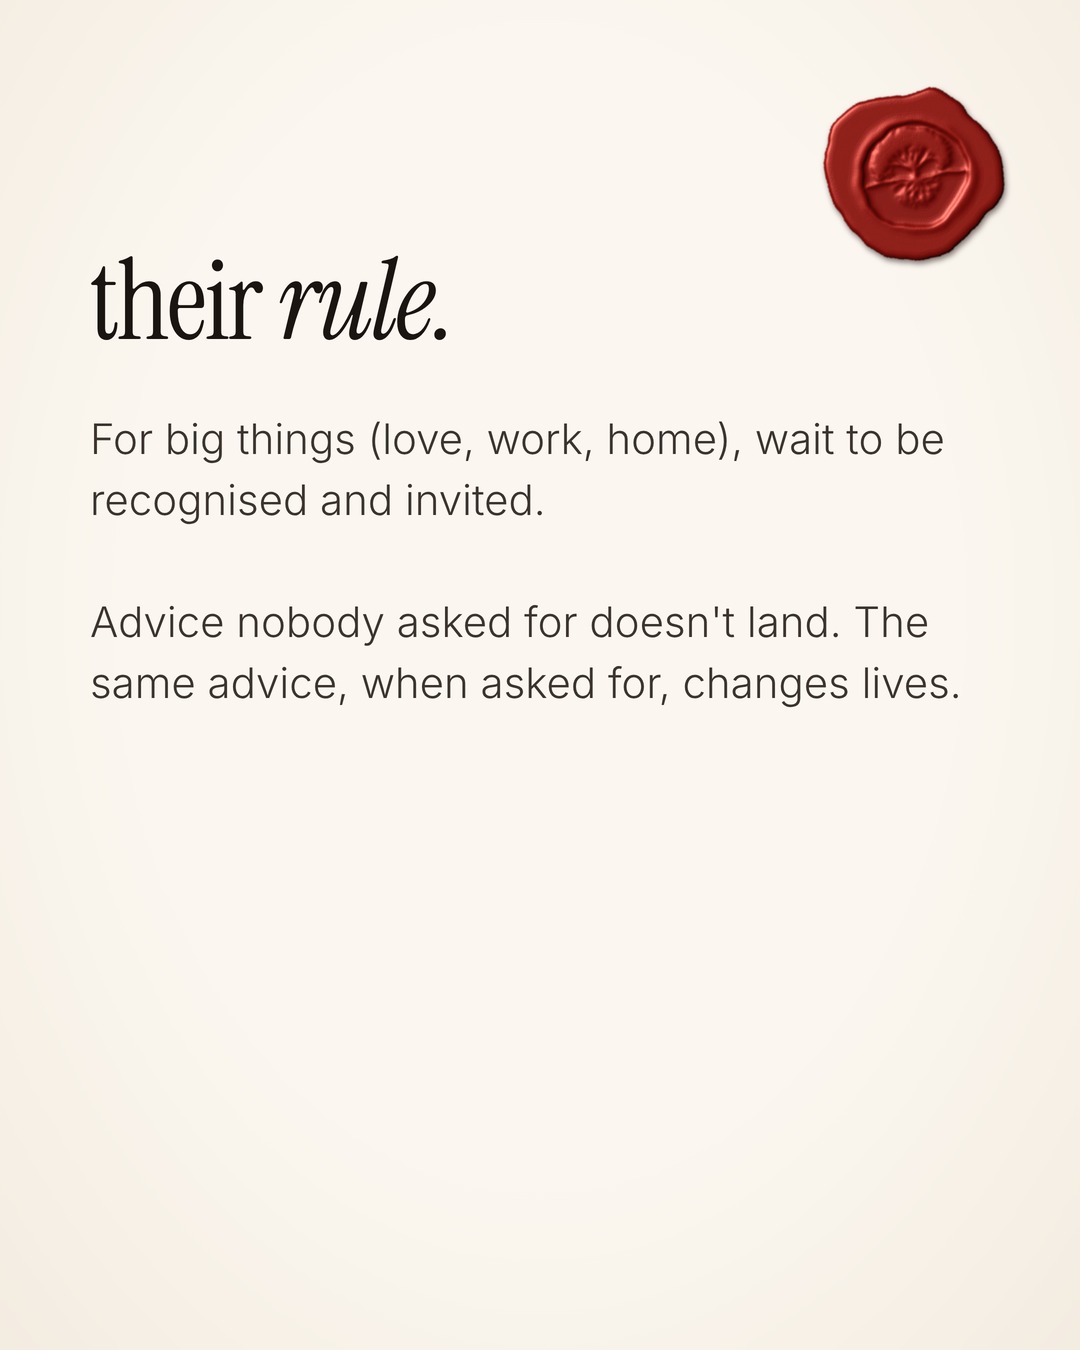 their rule.
For big things (love, work, home), wait to be
recognised and invited.
Advice nobody asked for doesn't land. The
same advice, when asked for, changes lives.